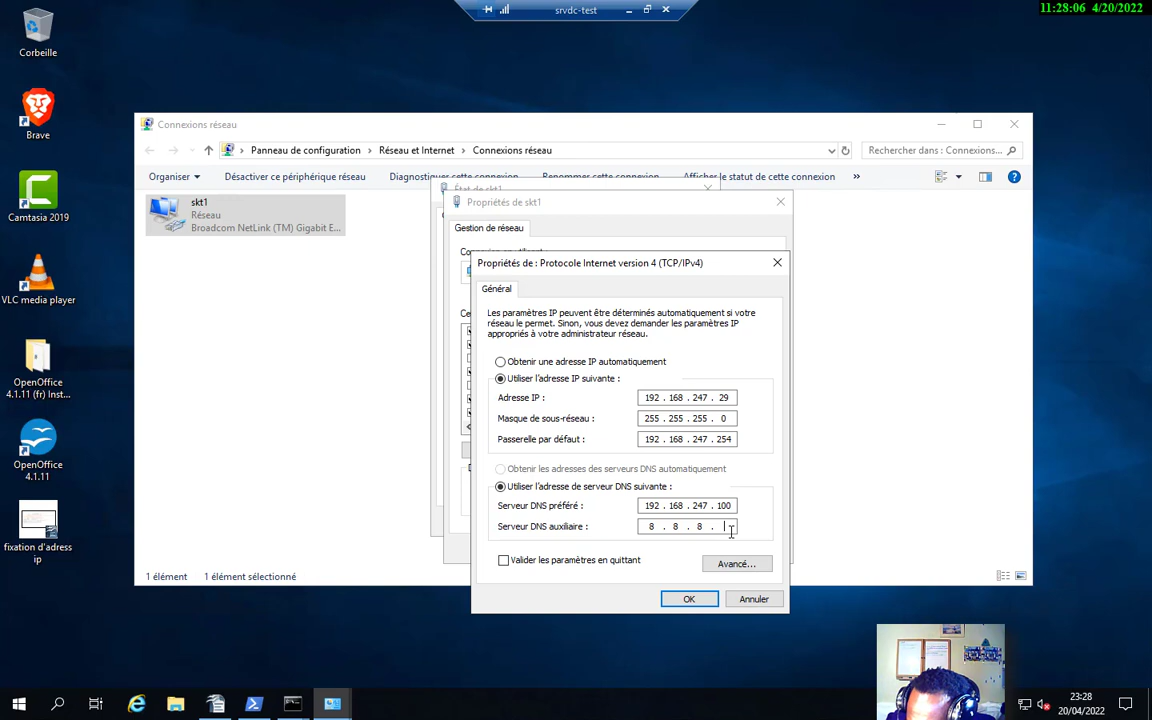 srvdc-test
11:28:06 4/20/2022
Corbeille
Brave
Camtasia 2019
VLC media player
OpenOffice
4.1.11 (fr) Inst...
OpenOffice
4.1.11
fixation d'adress
ip
Connexions réseau
Panneau de configuration
Réseau et Internet
Connexions réseau
Rechercher dans : Connexions...
Organiser
Désactiver ce périphérique réseau
Diagnostiquer cette connexion
Renommer cette connexion
Afficher le statut de cette connexion
»
skt1
Réseau
Broadcom NetLink (TM) Gigabit E...
État de skt1
Propriétés de skt1
Gestion de réseau
Propriétés de : Protocole Internet version 4 (TCP/IPv4)
Général
Les paramètres IP peuvent être déterminés automatiquement si votre
réseau le permet. Sinon, vous devez demander les paramètres IP
appropriés à votre administrateur réseau.
Obtenir une adresse IP automatiquement
Utiliser l'adresse IP suivante :
Adresse IP : 192 . 168 . 247 . 29
Masque de sous-réseau : 255 . 255 . 255 . 0
Passerelle par défaut : 192 . 168 . 247 . 254
Obtenir les adresses des serveurs DNS automatiquement
Utiliser l'adresse de serveur DNS suivante :
Serveur DNS préféré : 192 . 168 . 247 . 100
Serveur DNS auxiliaire : 8 . 8 . 8 .
Valider les paramètres en quittant
Avancé...
OK
Annuler
1 élément
1 élément sélectionné
23:28
20/04/2022